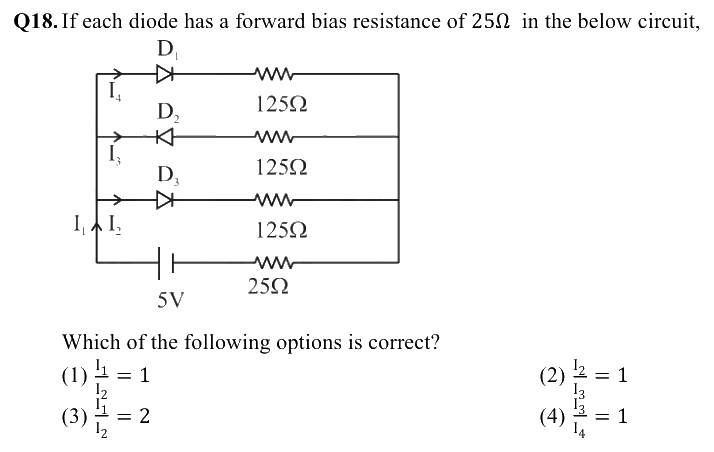 Q18. If each diode has a forward bias resistance of 25Ω in the below circuit,
D₁
I₄
125Ω
D₂
I₃
125Ω
D₃
I₁ I₂
125Ω
5V
25Ω
Which of the following options is correct?
(1) I₁/I₂ = 1
(2) I₂/I₃ = 1
(3) I₁/I₂ = 2
(4) I₃/I₄ = 1